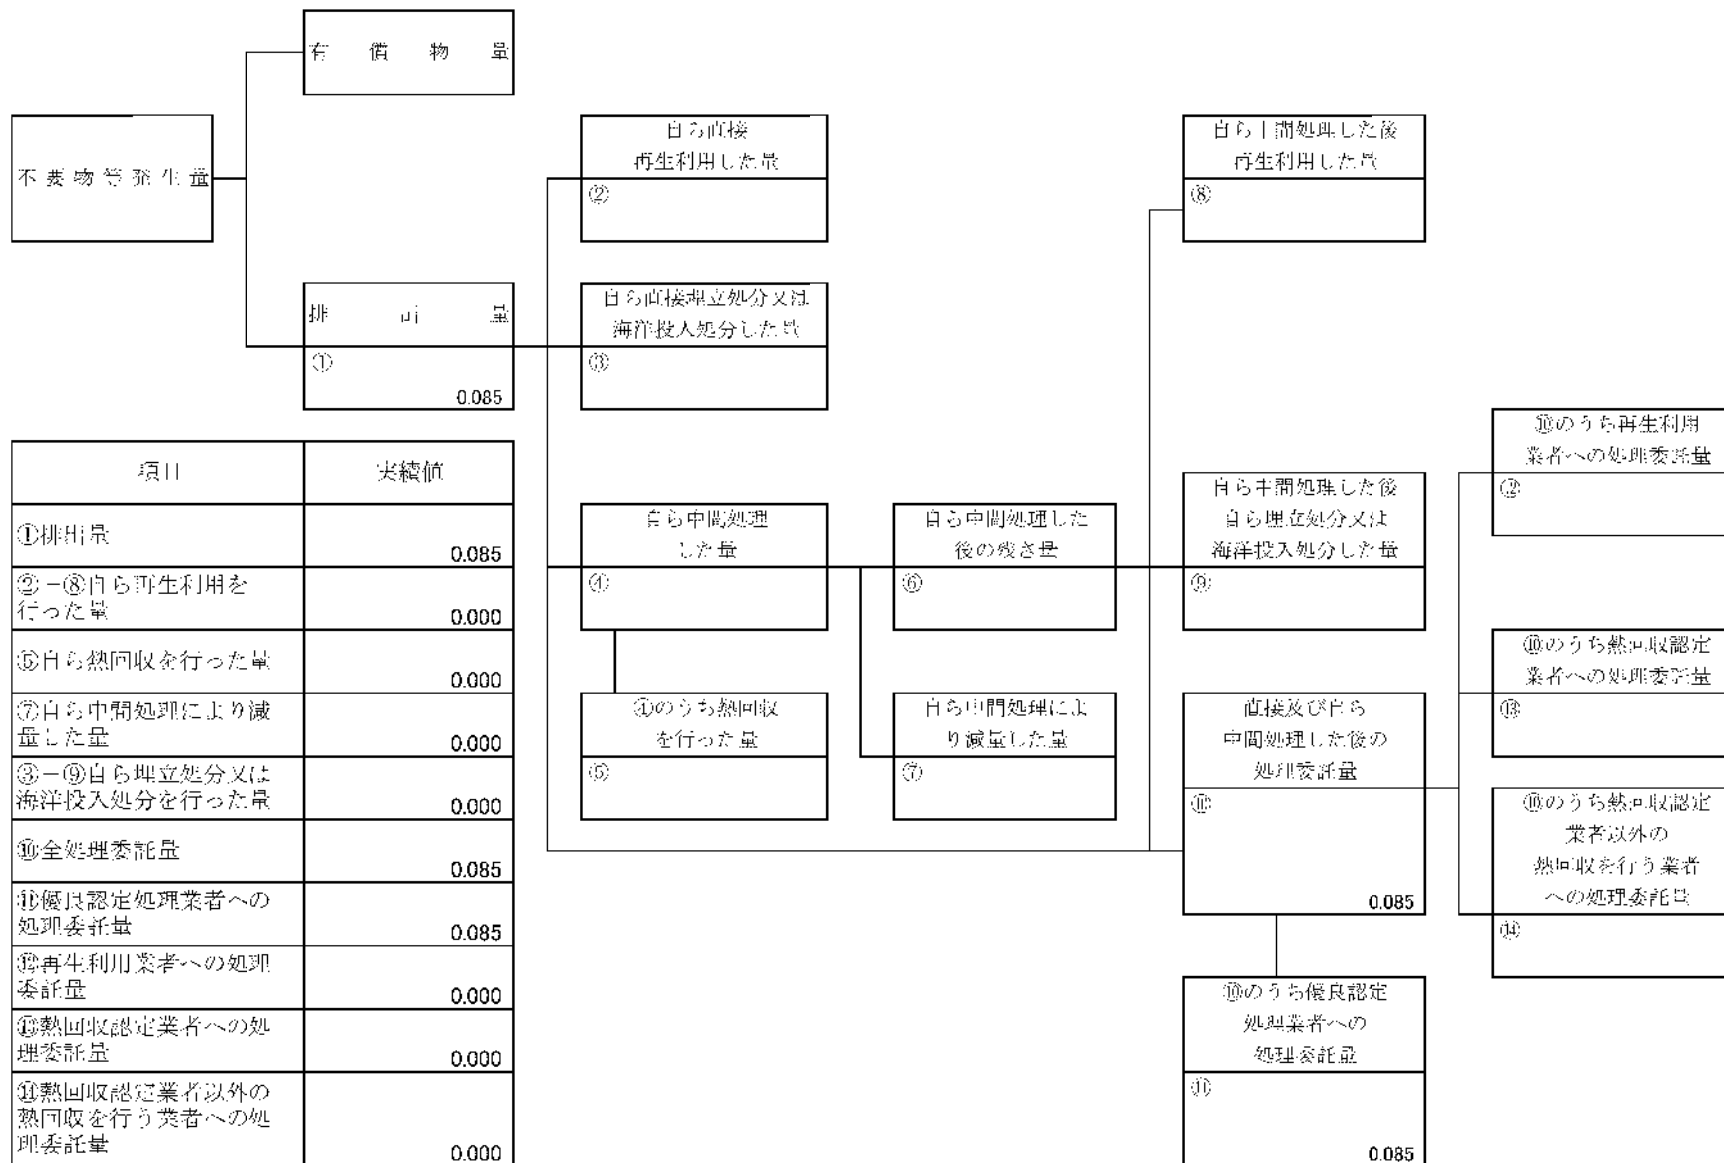 有償物量
不要物等発生量
自ら直接
再生利用した量
②
自ら中間処理した後
再生利用した量
⑧
排出量
①
0.085
自ら直接埋立処分又は
海洋投入処分した量
③
項目 実績値
①排出量 0.085
②+⑧自ら再生利用を
行った量 0.000
⑤自ら熱回収を行った量 0.000
⑦自ら中間処理により減
量した量 0.000
③+⑨自ら埋立処分又は
海洋投入処分を行った量 0.000
⑩全処理委託量 0.085
⑪優良認定処理業者への
処理委託量 0.085
⑫再生利用業者への処理
委託量 0.000
⑬熱回収認定業者への処
理委託量 0.000
⑭熱回収認定業者以外の
熱回収を行う業者への処
理委託量 0.000
自ら中間処理
した量
④
④のうち熱回収
を行った量
⑤
自ら中間処理した
後の残さ量
⑥
自ら中間処理によ
り減量した量
⑦
自ら中間処理した後
自ら埋立処分又は
海洋投入処分した量
⑨
直接及び自ら
中間処理した後の
処理委託量
⑩
0.085
⑩のうち優良認定
処理業者への
処理委託量
⑪
0.085
⑩のうち再生利用
業者への処理委託量
⑫
⑩のうち熱回収認定
業者への処理委託量
⑬
⑩のうち熱回収認定
業者以外の
熱回収を行う業者
への処理委託量
⑭